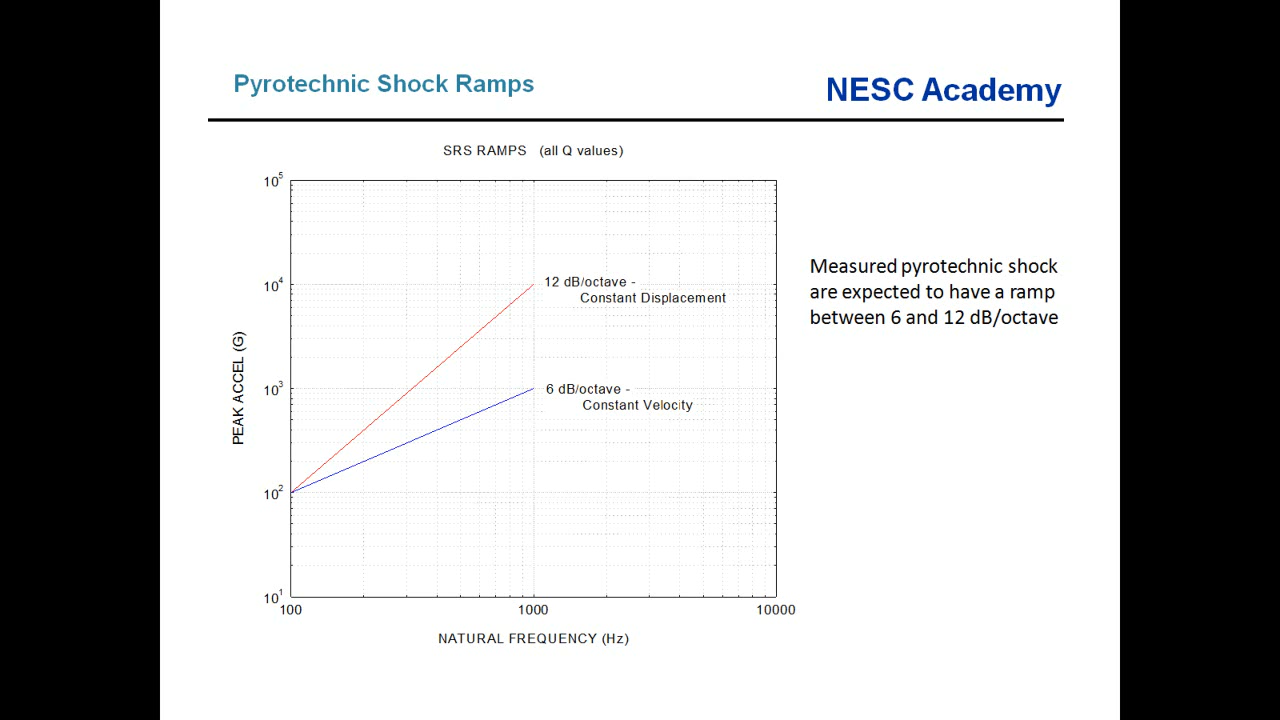 Pyrotechnic Shock Ramps
NESC Academy
SRS RAMPS (all Q values)
10^5
10^4
10^3
10^2
10^1
PEAK ACCEL (G)
12 dB/octave -
Constant Displacement
6 dB/octave -
Constant Velocity
100
1000
10000
NATURAL FREQUENCY (Hz)
Measured pyrotechnic shock
are expected to have a ramp
between 6 and 12 dB/octave